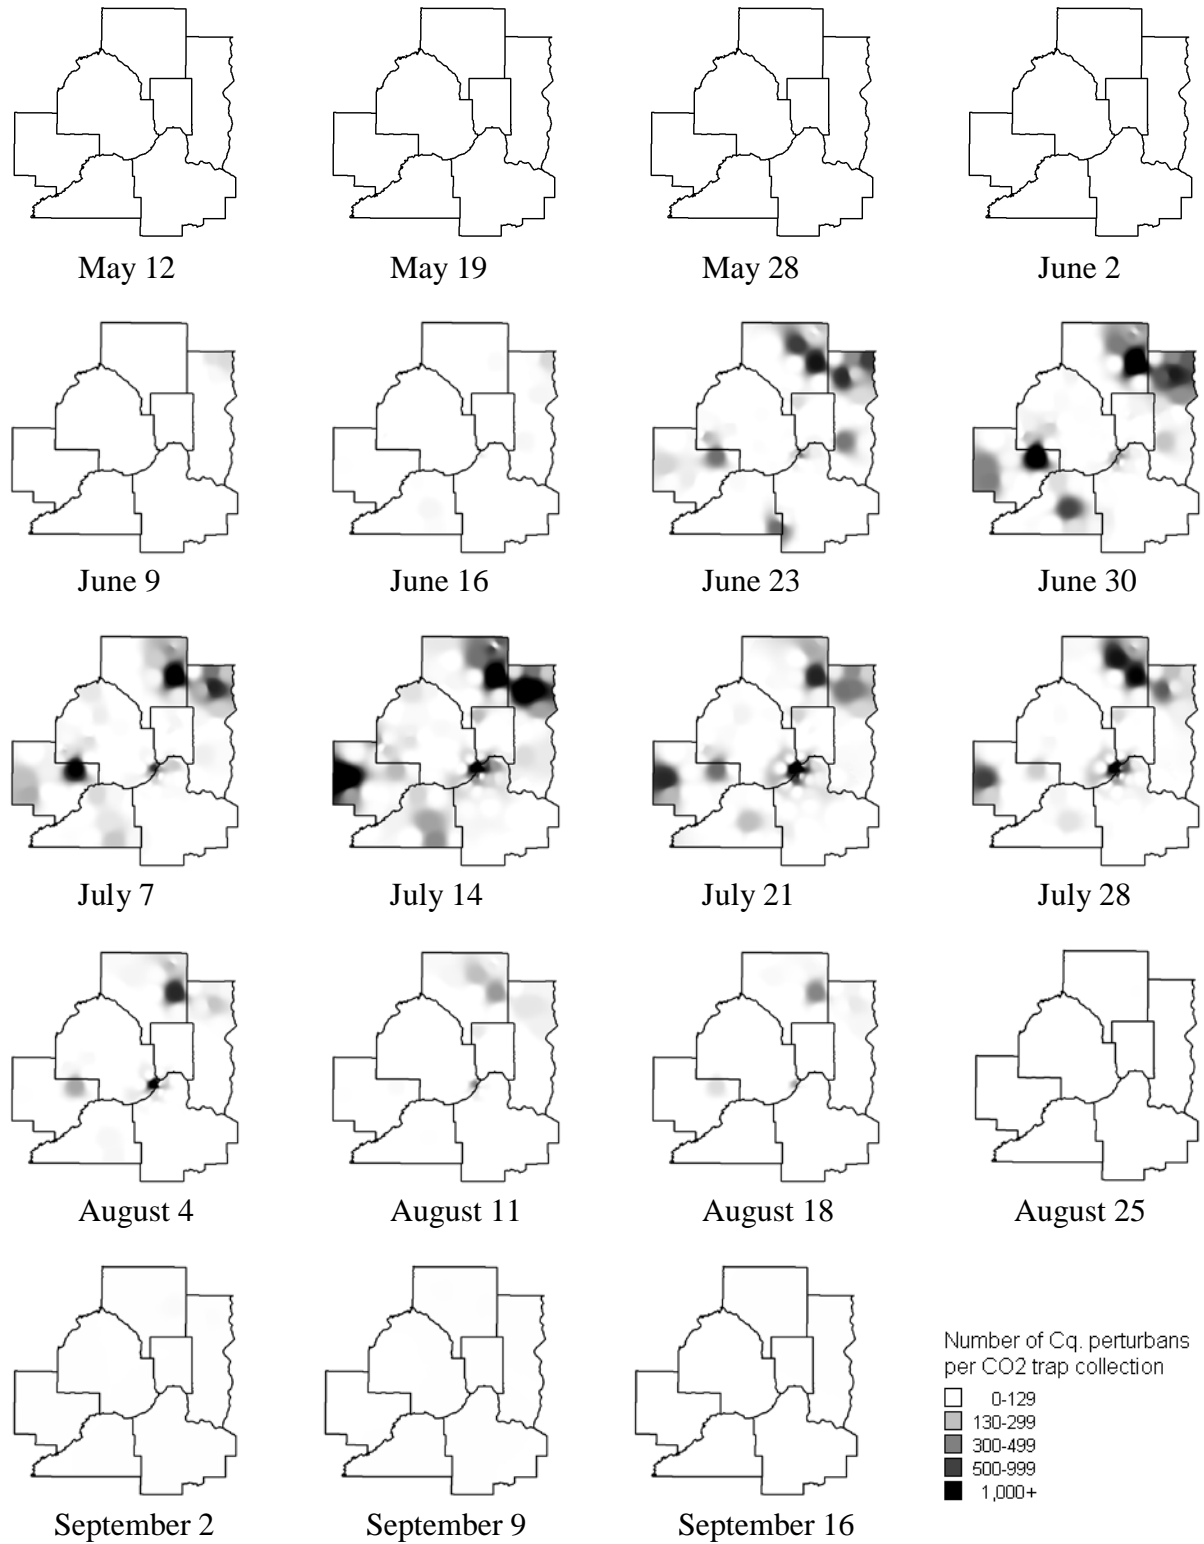 May 12
May 19
May 28
June 2
June 9
June 16
June 23
June 30
July 7
July 14
July 21
July 28
August 4
August 11
August 18
August 25
September 2
September 9
September 16
Number of Cq. perturbans
per CO2 trap collection
0-129
130-299
300-499
500-999
1,000+